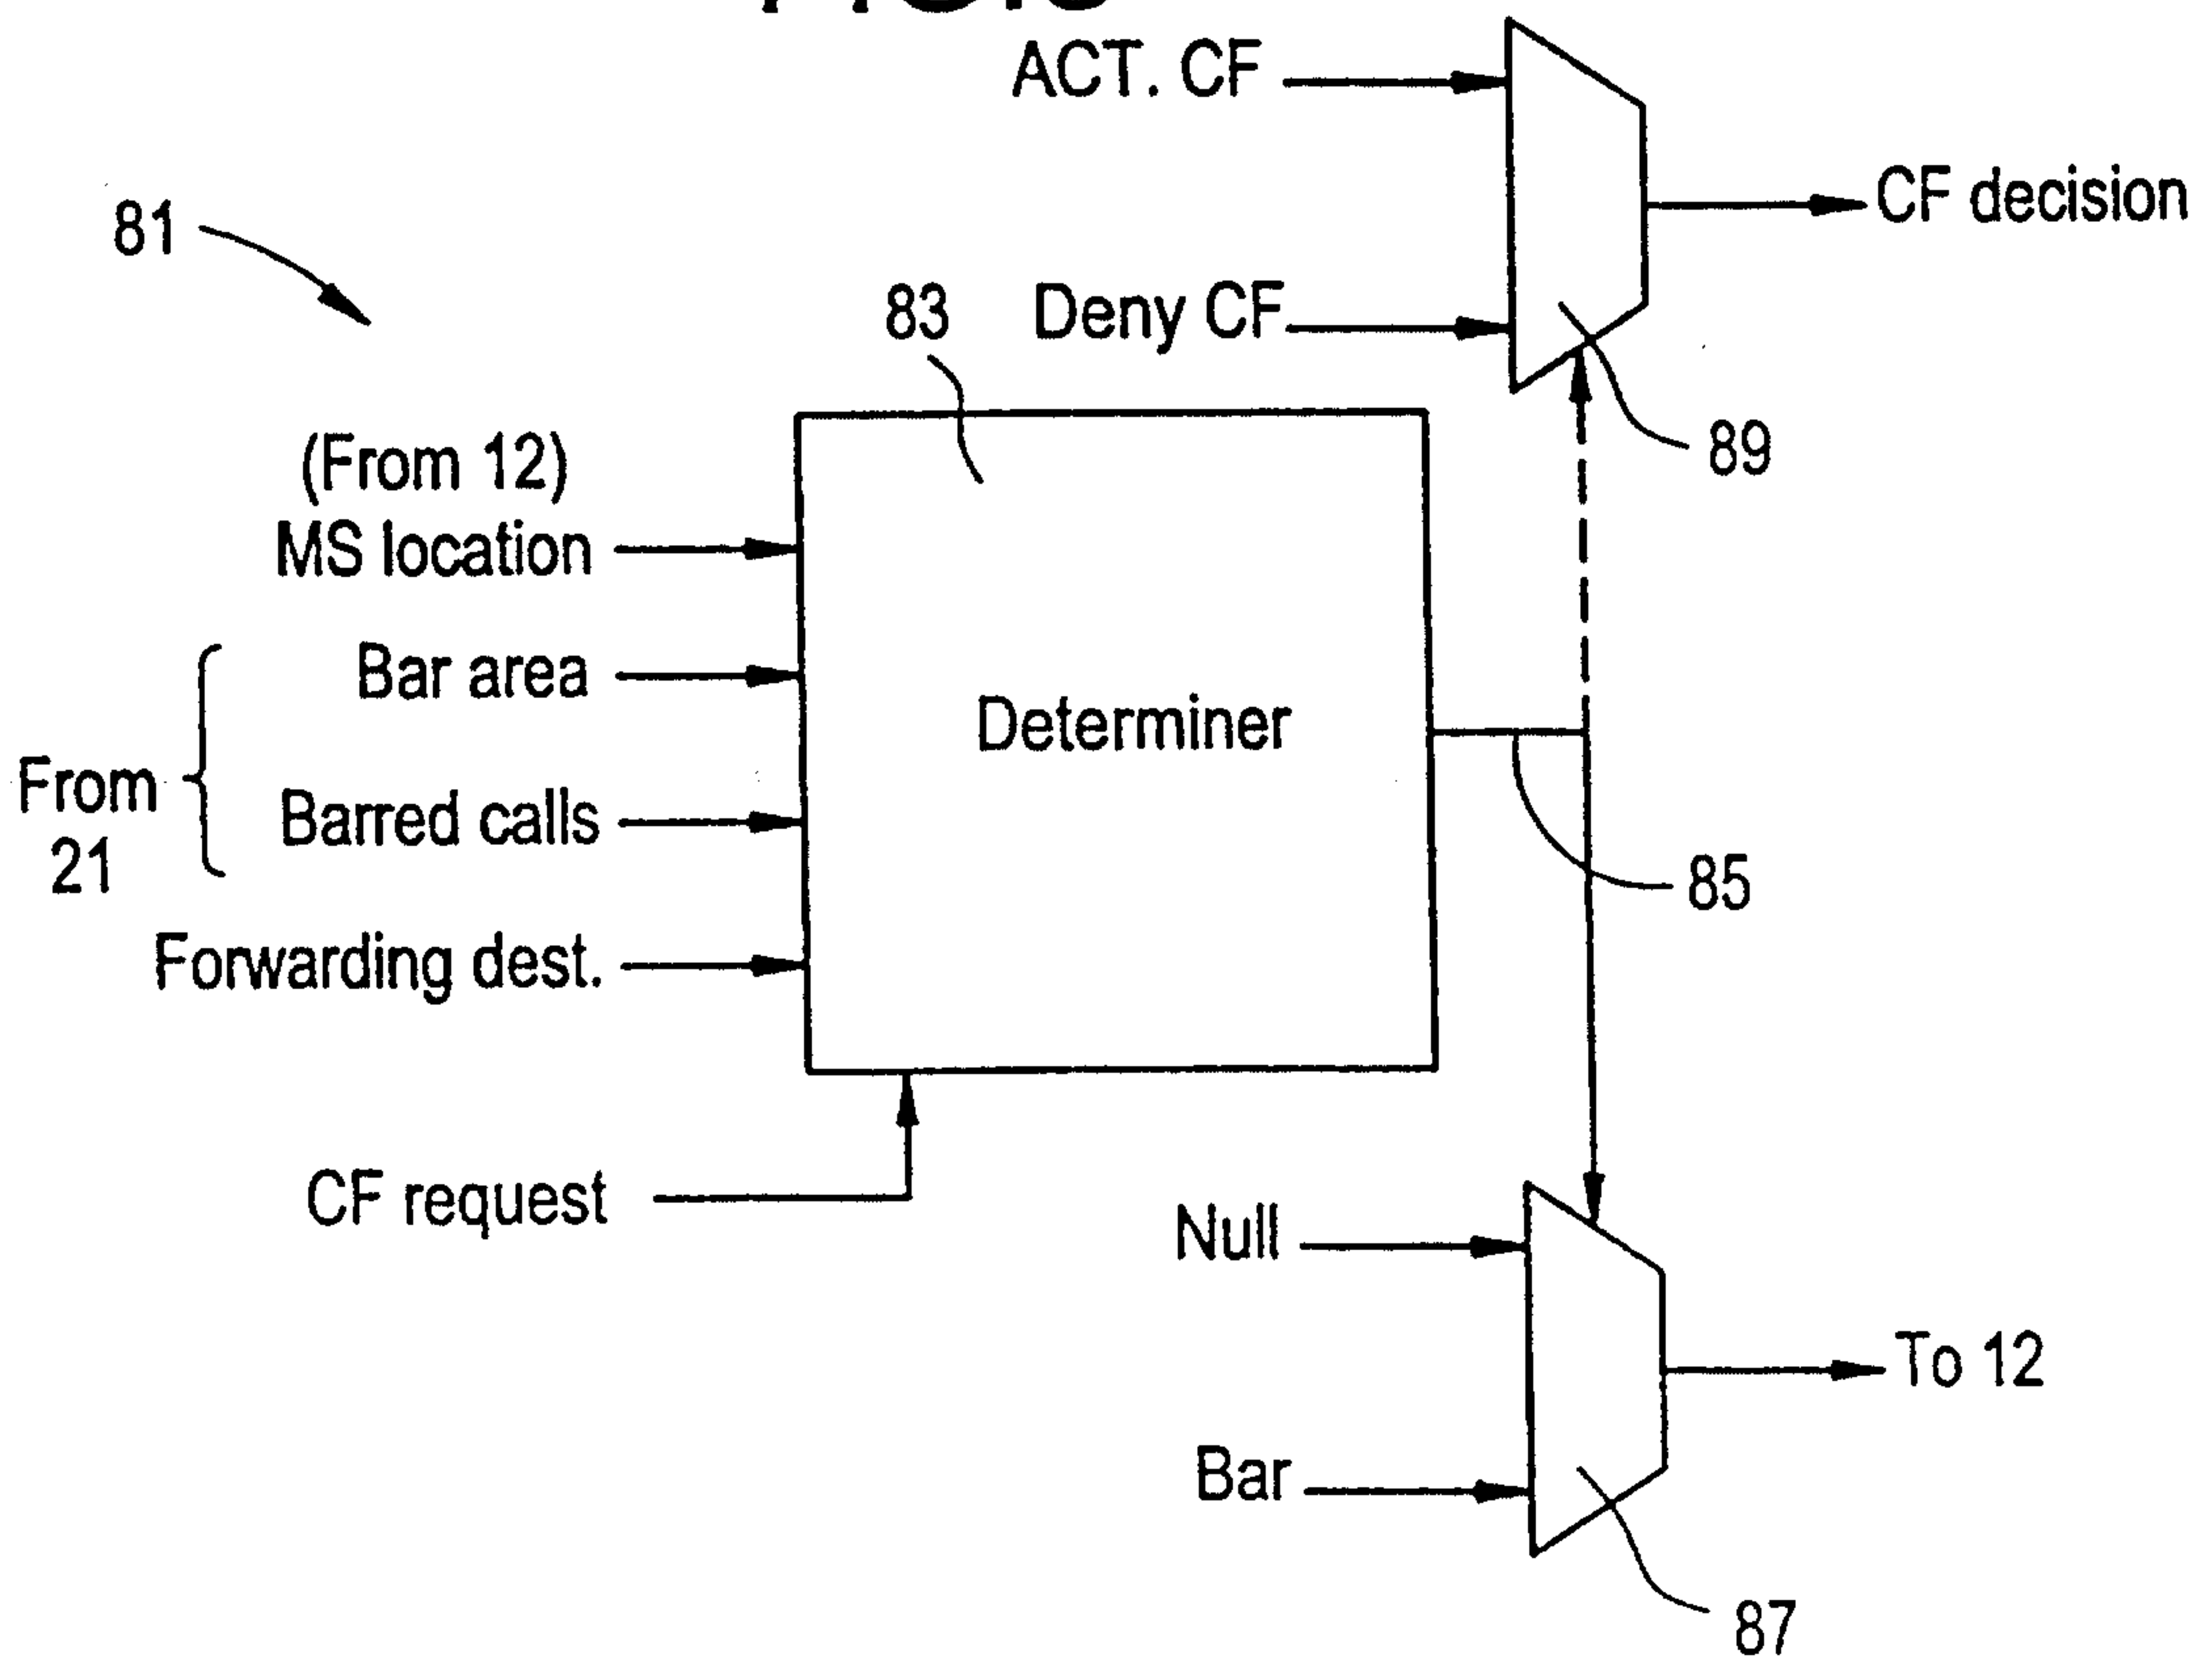 ACT. CF
CF decision
81
83
Deny CF
89
(From 12)
MS location
Bar area
From
21
Barred calls
Determiner
85
Forwarding dest.
CF request
Null
To 12
Bar
87